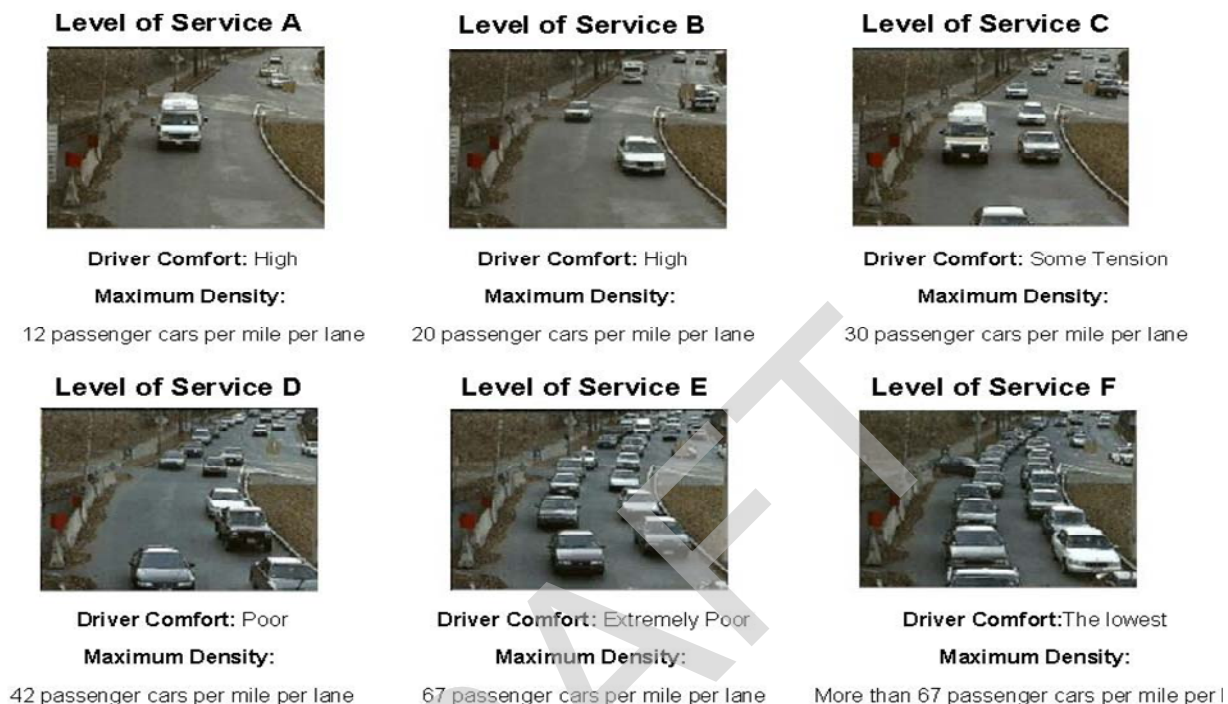 Level of Service A
Level of Service B
Level of Service C
Driver Comfort: High
Driver Comfort: High
Driver Comfort: Some Tension
Maximum Density:
Maximum Density:
Maximum Density:
12 passenger cars per mile per lane
20 passenger cars per mile per lane
30 passenger cars per mile per lane
Level of Service D
Level of Service E
Level of Service F
Driver Comfort: Poor
Driver Comfort: Extremely Poor
Driver Comfort:The lowest
Maximum Density:
Maximum Density:
Maximum Density:
42 passenger cars per mile per lane
67 passenger cars per mile per lane
More than 67 passenger cars per mile per